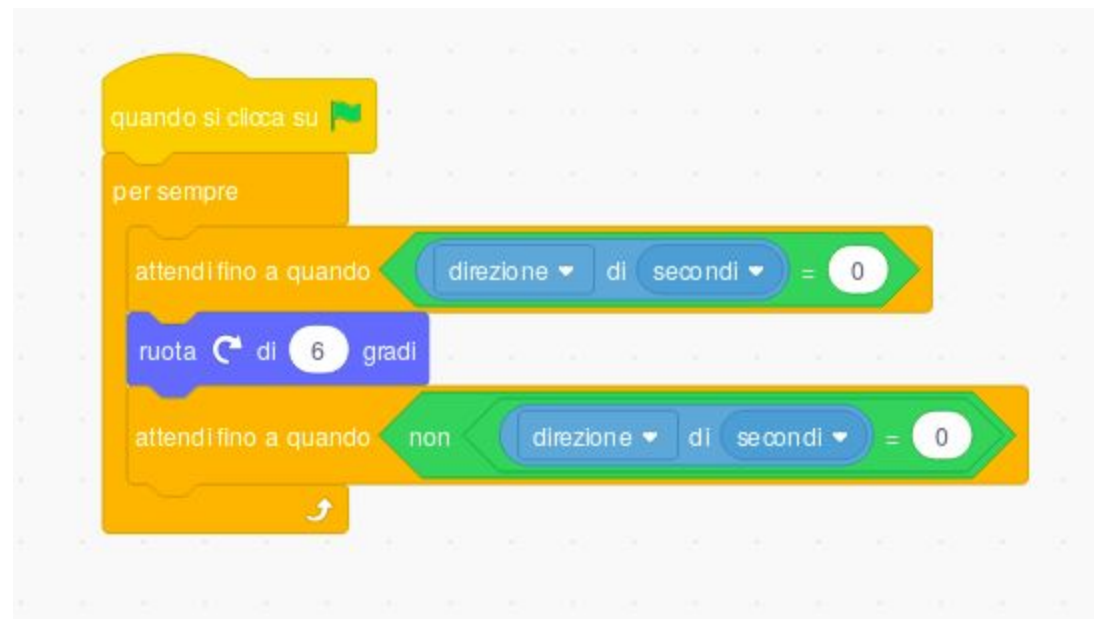 quando si clicca su
per sempre
attendi fino a quando direzione di secondi = 0
ruota di 6 gradi
attendi fino a quando non direzione di secondi = 0